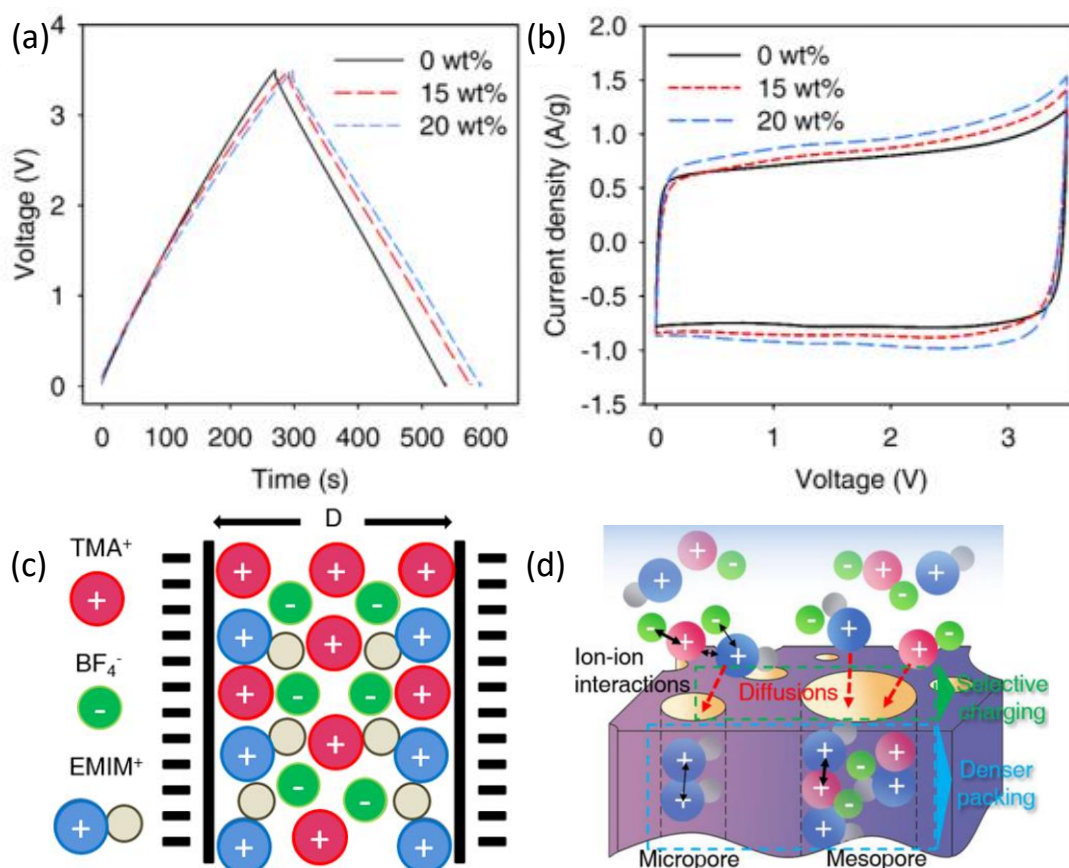 (a)
4
3
2
1
0
Voltage (V)
0 wt%
15 wt%
20 wt%
0 100 200 300 400 500 600
Time (s)
(b)
2.0
1.5
1.0
0.5
0.0
-0.5
-1.0
-1.5
Current density (A/g)
0 wt%
15 wt%
20 wt%
0 1 2 3
Voltage (V)
(c)
TMA⁺
+
BF₄⁻
-
EMIM⁺
+
D
+ + +
- -
+ +
+
+ - - +
+ +
+
- -
+ +
+
(d)
+ - + - + +
- - + - + - + -
+ +
Ion-ion
interactions
Diffusions
Selective
charging
Denser
packing
Micropore
Mesopore